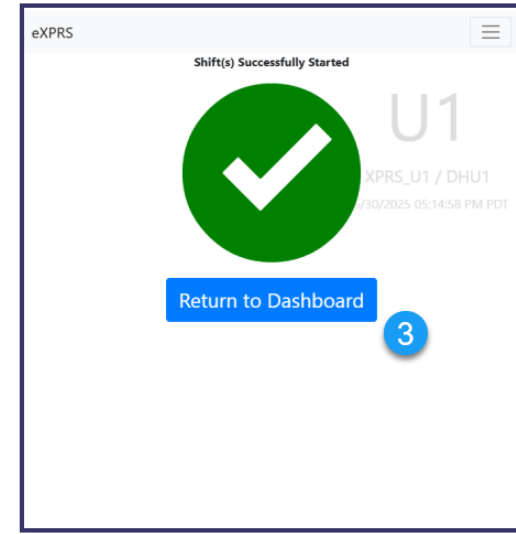 eXPRS
Shift(s) Successfully Started
U1
XPRS_U1 / DHU1
/30/2025 05:14:58 PM PDT
Return to Dashboard
3